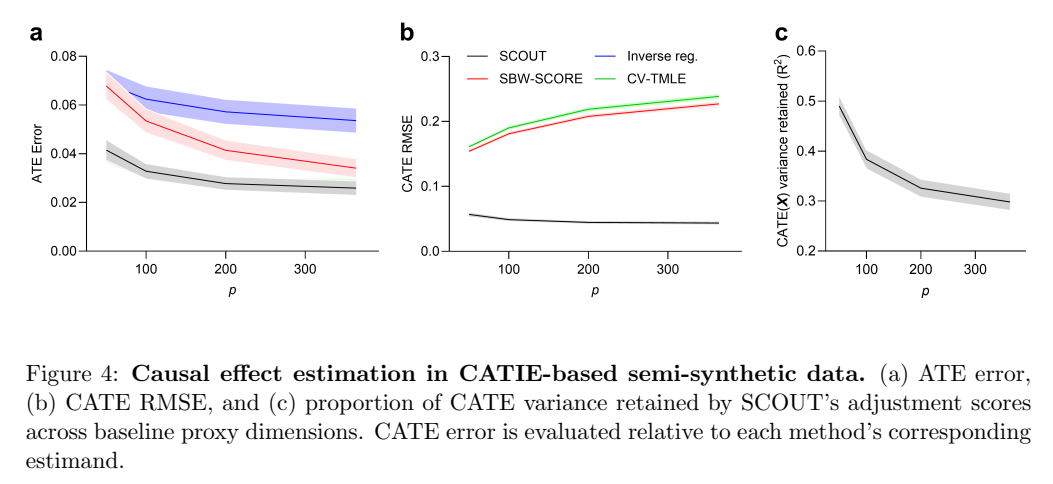 a
0.08
0.06
0.04
0.02
0.00
ATE Error
100 200 300
p
b
0.3
0.2
0.1
0.0
CATE RMSE
SCOUT
SBW-SCORE
Inverse reg.
CV-TMLE
100 200 300
p
c
0.6
0.5
0.4
0.3
0.2
CATE(X) variance retained (R²)
100 200 300
p
Figure 4: Causal effect estimation in CATIE-based semi-synthetic data. (a) ATE error,
(b) CATE RMSE, and (c) proportion of CATE variance retained by SCOUT's adjustment scores
across baseline proxy dimensions. CATE error is evaluated relative to each method's corresponding
estimand.